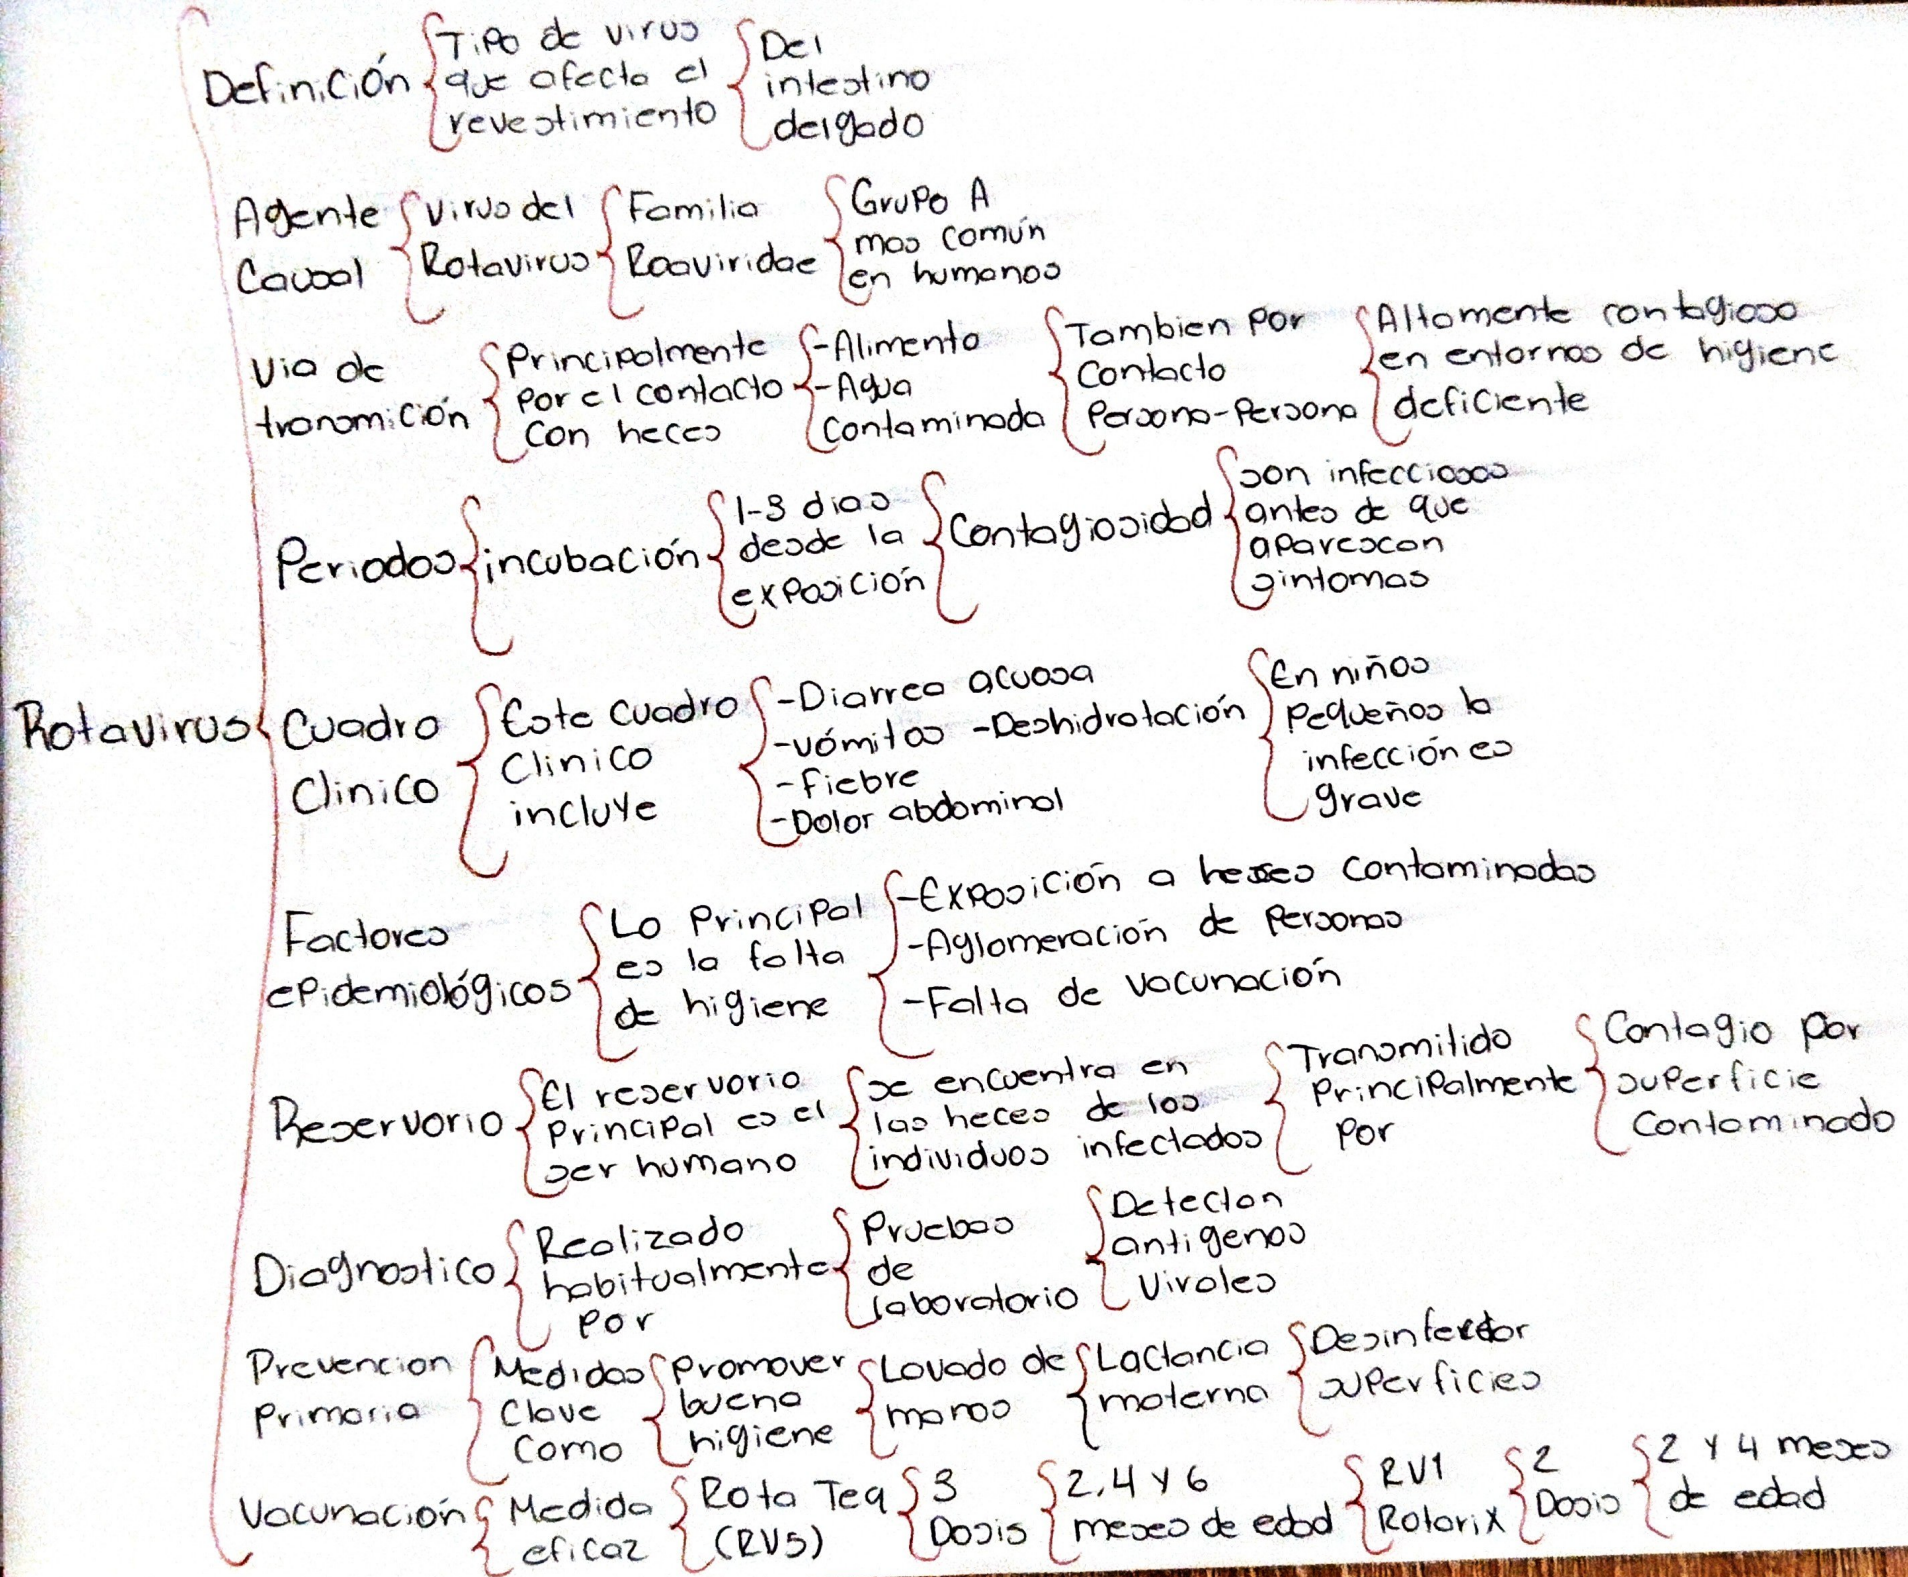 Rotavirus
Definición
Tipo de virus
que afecta el
revestimiento
Del
intestino
delgado
Agente
Causal
Virus del
Rotavirus
Familia
Roaviridae
Grupo A
mas común
en humanos
Via de
transmición
Principalmente
por el contacto
con heces
-Alimento
-Agua
contaminada
Tambien por
Contacto
Persona-Persona
Altamente contagioso
en entornos de higiene
deficiente
Periodos
incubación
1-3 dias
desde la
exposición
Contagiosidad
son infecciosos
antes de que
aparescan
sintomas
Cuadro
Clinico
Este cuadro
Clinico
incluye
-Diarrea acuosa
-vómitos -Deshidratación
-fiebre
-Dolor abdominal
En niños
Pequeños la
infección es
grave
Factores
epidemiológicos
Lo Principal
es la falta
de higiene
-Exposición a heces contaminadas
-Aglomeración de Personas
-Falta de vacunación
Reservorio
El reservorio
Principal es el
ser humano
se encuentra en
las heces de los
individuos infectados
Transmitido
Principalmente
Por
Contagio por
superficie
Contaminado
Diagnostico
Realizado
habitualmente
por
Pruebas
de
laboratorio
Detectan
antigenos
Virales
Prevencion
Primaria
Medidas
Clave
Como
Promover
buena
higiene
Lavado de
manos
Lactancia
materna
Desinfectar
superficies
Vacunación
Medida
eficaz
Rota Teq
(RV5)
3
Dosis
2, 4 y 6
meses de edad
RV1
Rotarix
2
Dosis
2 y 4 meses
de edad